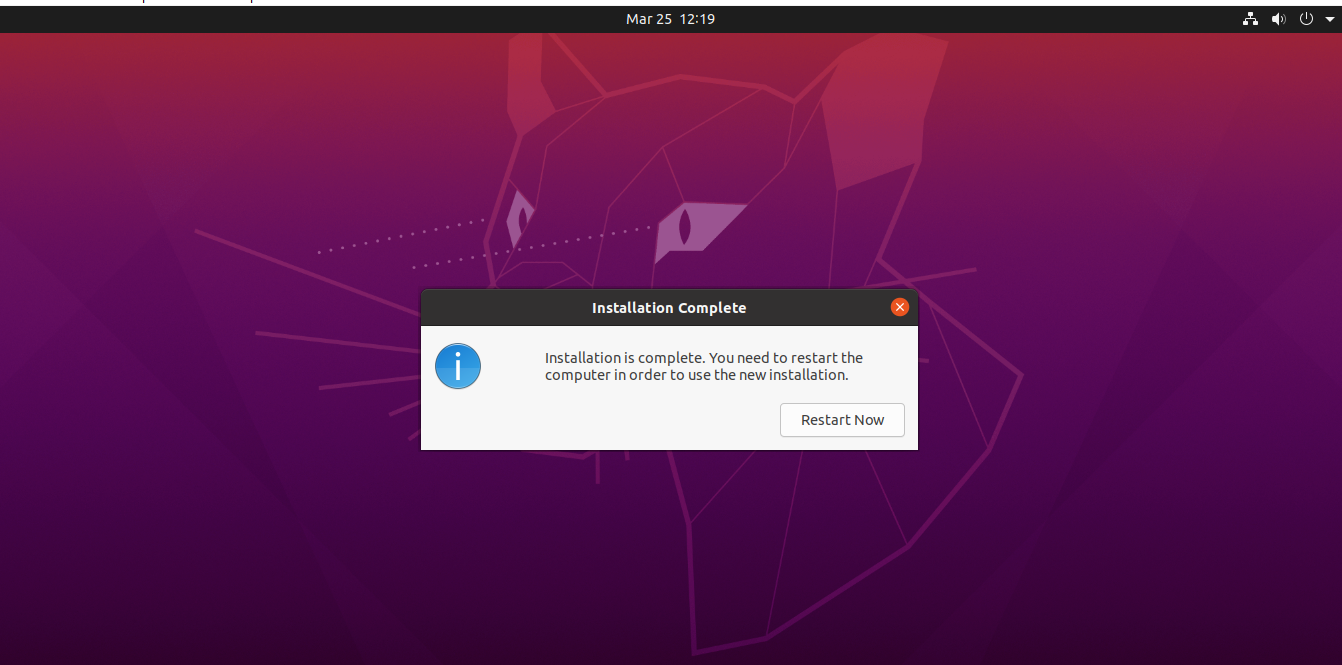 Mar 25 12:19
Installation Complete
Installation is complete. You need to restart the
computer in order to use the new installation.
Restart Now